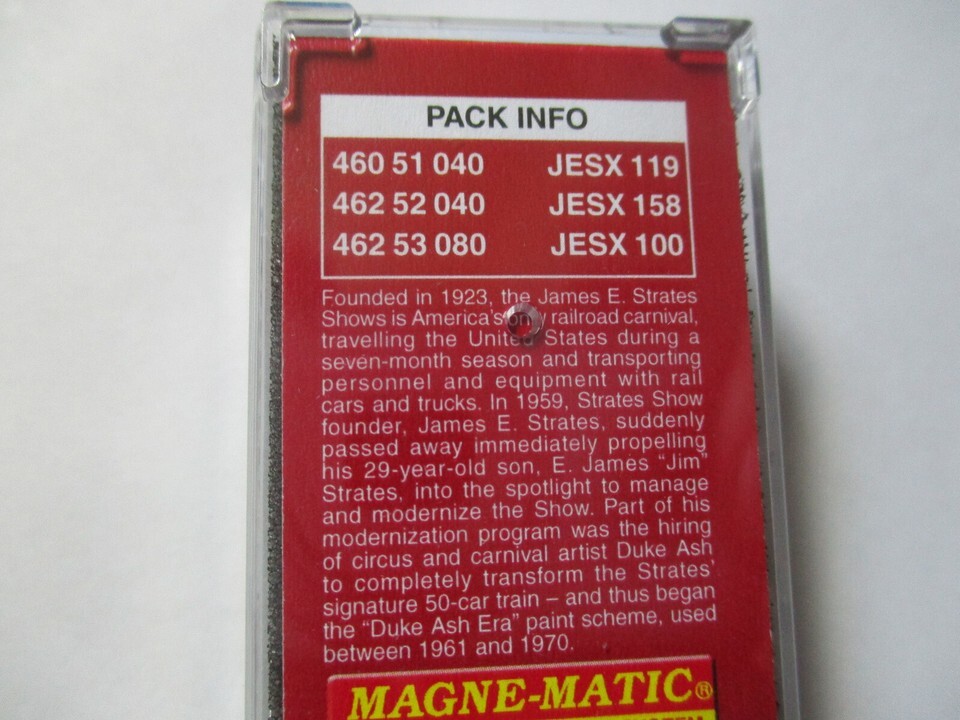 PACK INFO
460 51 040 JESX 119
462 52 040 JESX 158
462 53 080 JESX 100
Founded in 1923, the James E. Strates
Shows is America's only railroad carnival,
travelling the United States during a
seven-month season and transporting
personnel and equipment with rail
cars and trucks. In 1959, Strates Show
founder, James E. Strates, suddenly
passed away immediately propelling
his 29-year-old son, E. James "Jim"
Strates, into the spotlight to manage
and modernize the Show. Part of his
modernization program was the hiring
of circus and carnival artist Duke Ash
to completely transform the Strates'
signature 50-car train – and thus began
the "Duke Ash Era" paint scheme, used
between 1961 and 1970.
MAGNE-MATIC®